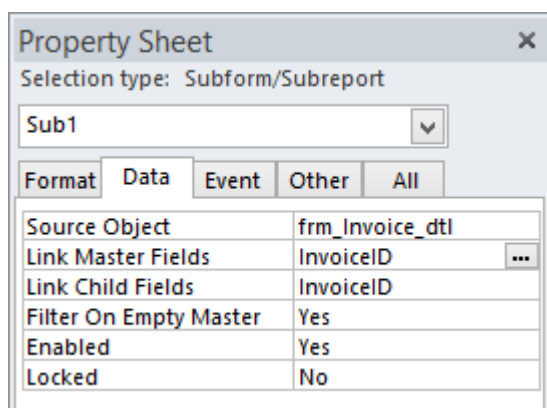 Property Sheet
Selection type: Subform/Subreport
Sub1
Format Data Event Other All
Source Object frm_Invoice_dtl
Link Master Fields InvoiceID ...
Link Child Fields InvoiceID
Filter On Empty Master Yes
Enabled Yes
Locked No